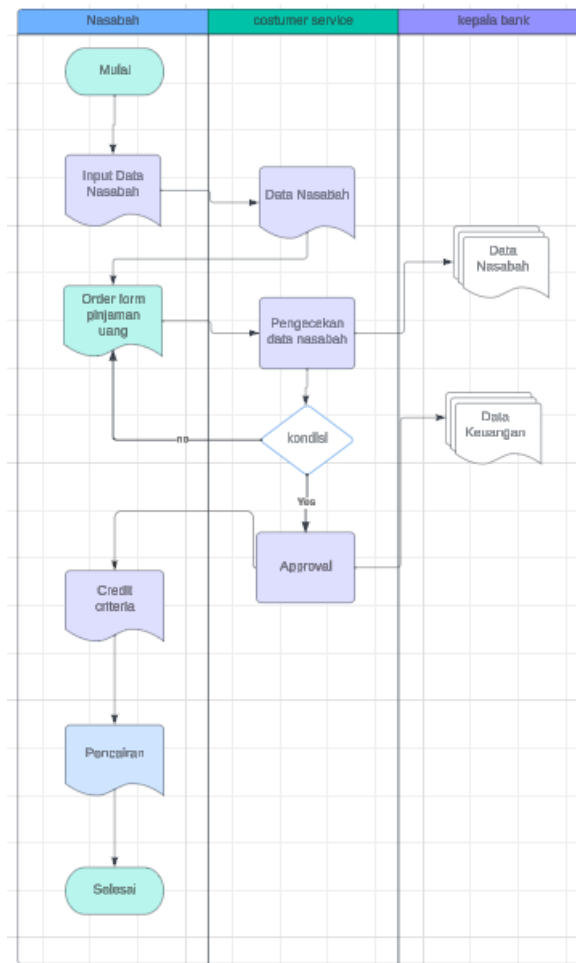 Nasabah
costumer service
kepala bank
Mulai
Input Data
Nasabah
Data Nasabah
Data
Nasabah
Order form
pinjaman
uang
Pengecekan
data nasabah
Data
Keuangan
kondisi
no
Yes
Approval
Credit
criteria
Pencairan
Selesai